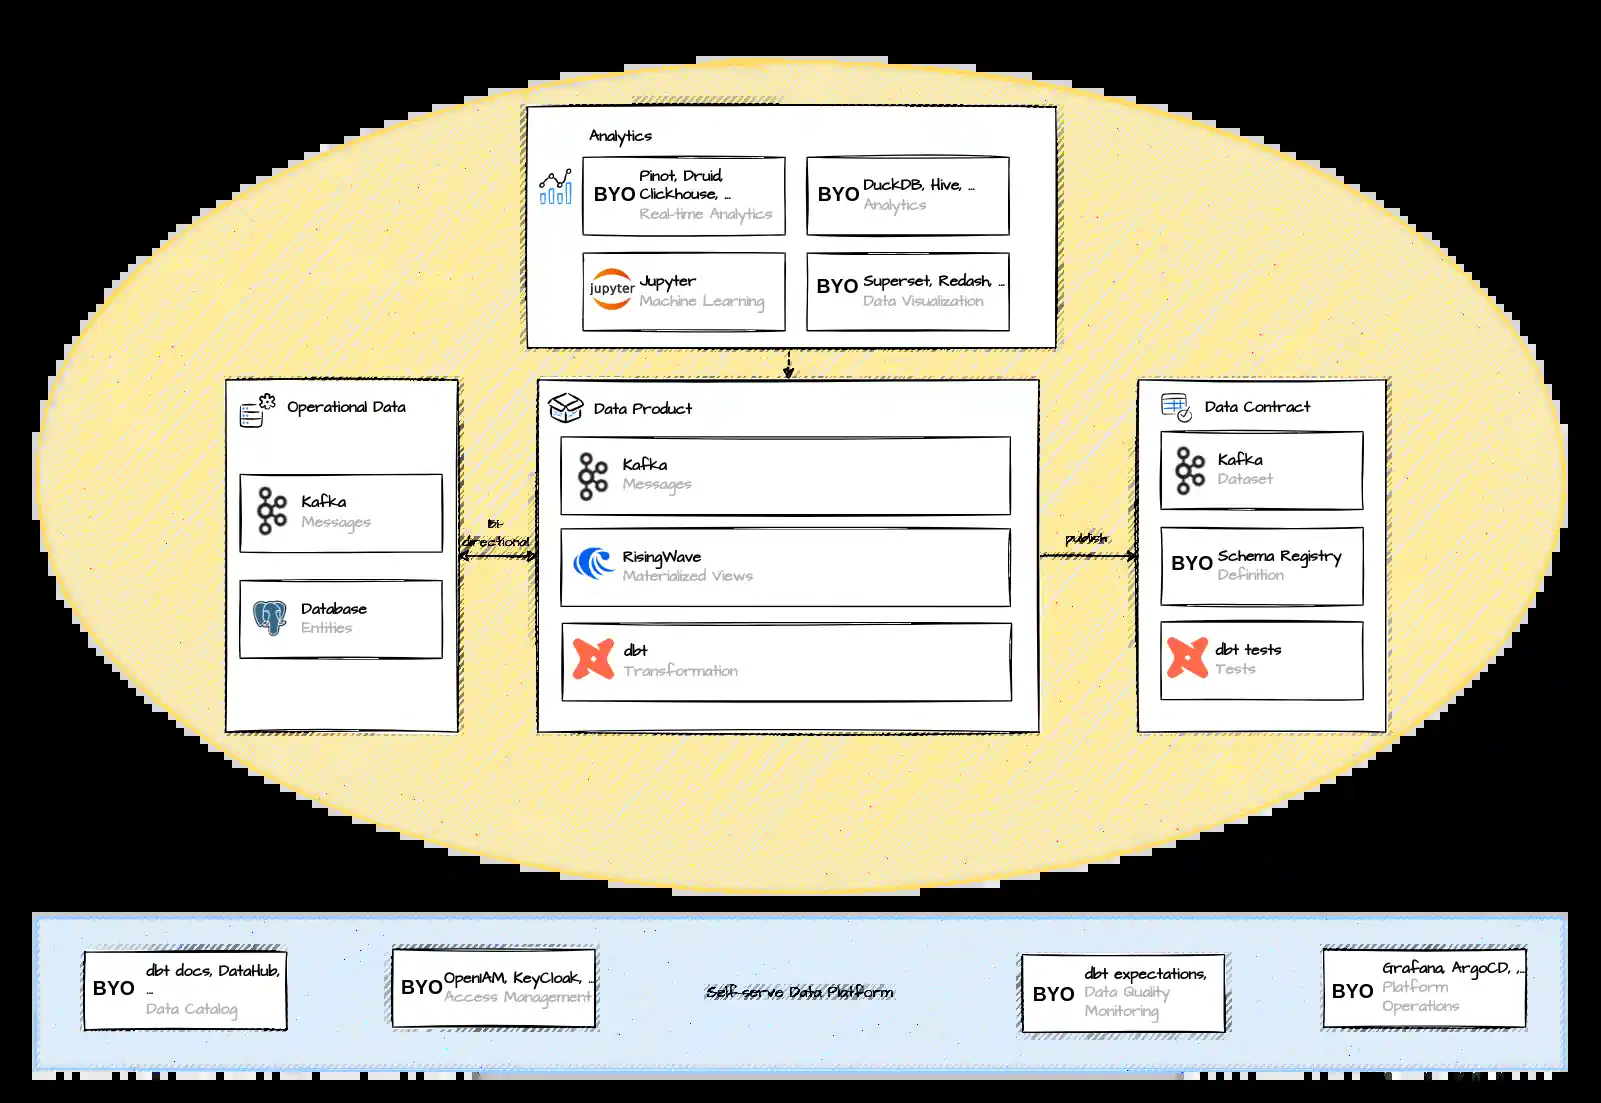 Analytics
BYO
Pinot, Druid,
Clickhouse, ...
Real-time Analytics
BYO
DuckDB, Hive, ...
Analytics
jupyter
Jupyter
Machine Learning
BYO
Superset, Redash, ...
Data Visualization
Operational Data
Kafka
Messages
Database
Entities
Bi-
directional
Data Product
Kafka
Messages
RisingWave
Materialized Views
dbt
Transformation
publish
Data Contract
Kafka
Dataset
BYO
Schema Registry
Definition
dbt tests
Tests
BYO
dbt docs, DataHub,
...
Data Catalog
BYO
OpenIAM, KeyCloak, ...
Access Management
Self-serve Data Platform
BYO
dbt expectations,
Data Quality
Monitoring
BYO
Grafana, ArgoCD, ,...
Platform
Operations